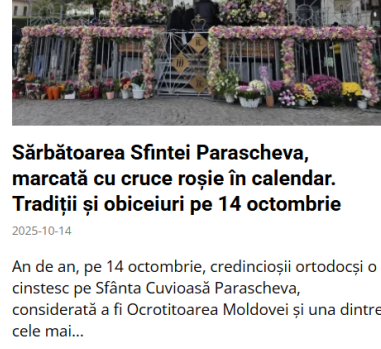 Sărbătoarea Sfintei Parascheva,
marcată cu cruce roșie în calendar.
Tradiții și obiceiuri pe 14 octombrie
2025-10-14
An de an, pe 14 octombrie, credincioșii ortodocși o
cinstesc pe Sfânta Cuvioasă Parascheva,
considerată a fi Ocrotitoarea Moldovei și una dintre
cele mai...